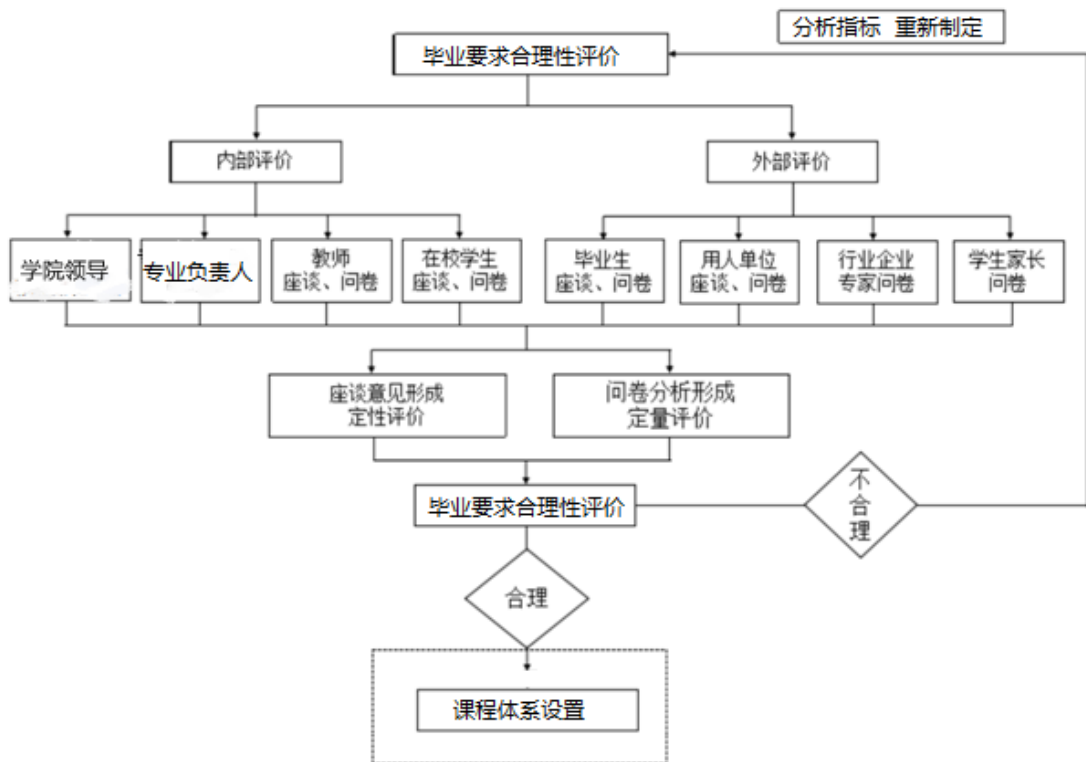 分析指标 重新制定
毕业要求合理性评价
内部评价
外部评价
学院领导
专业负责人
教师
座谈、问卷
在校学生
座谈、问卷
毕业生
座谈、问卷
用人单位
座谈、问卷
行业企业
专家问卷
学生家长
问卷
座谈意见形成
定性评价
问卷分析形成
定量评价
毕业要求合理性评价
不
合
理
合理
课程体系设置